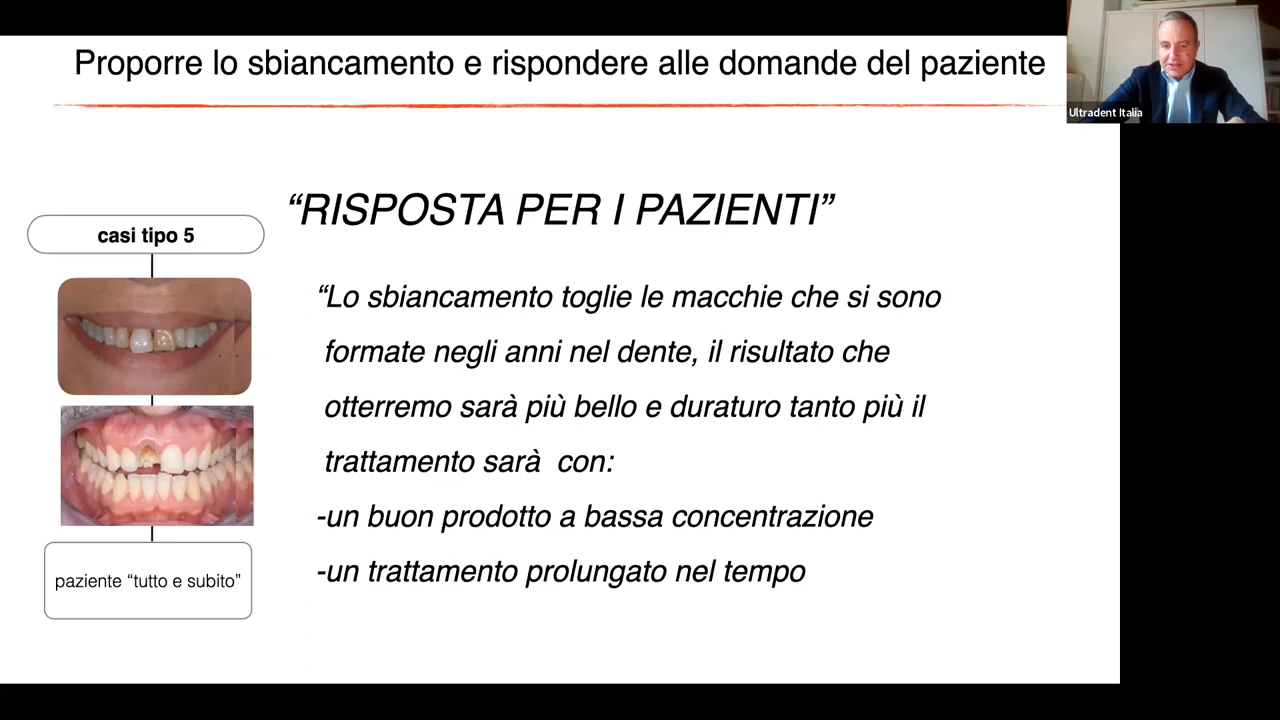 Proporre lo sbiancamento e rispondere alle domande del paziente
Ultradent Italia
“RISPOSTA PER I PAZIENTI”
casi tipo 5
“Lo sbiancamento toglie le macchie che si sono
formate negli anni nel dente, il risultato che
otterremo sarà più bello e duraturo tanto più il
trattamento sarà con:
-un buon prodotto a bassa concentrazione
-un trattamento prolungato nel tempo
paziente “tutto e subito”